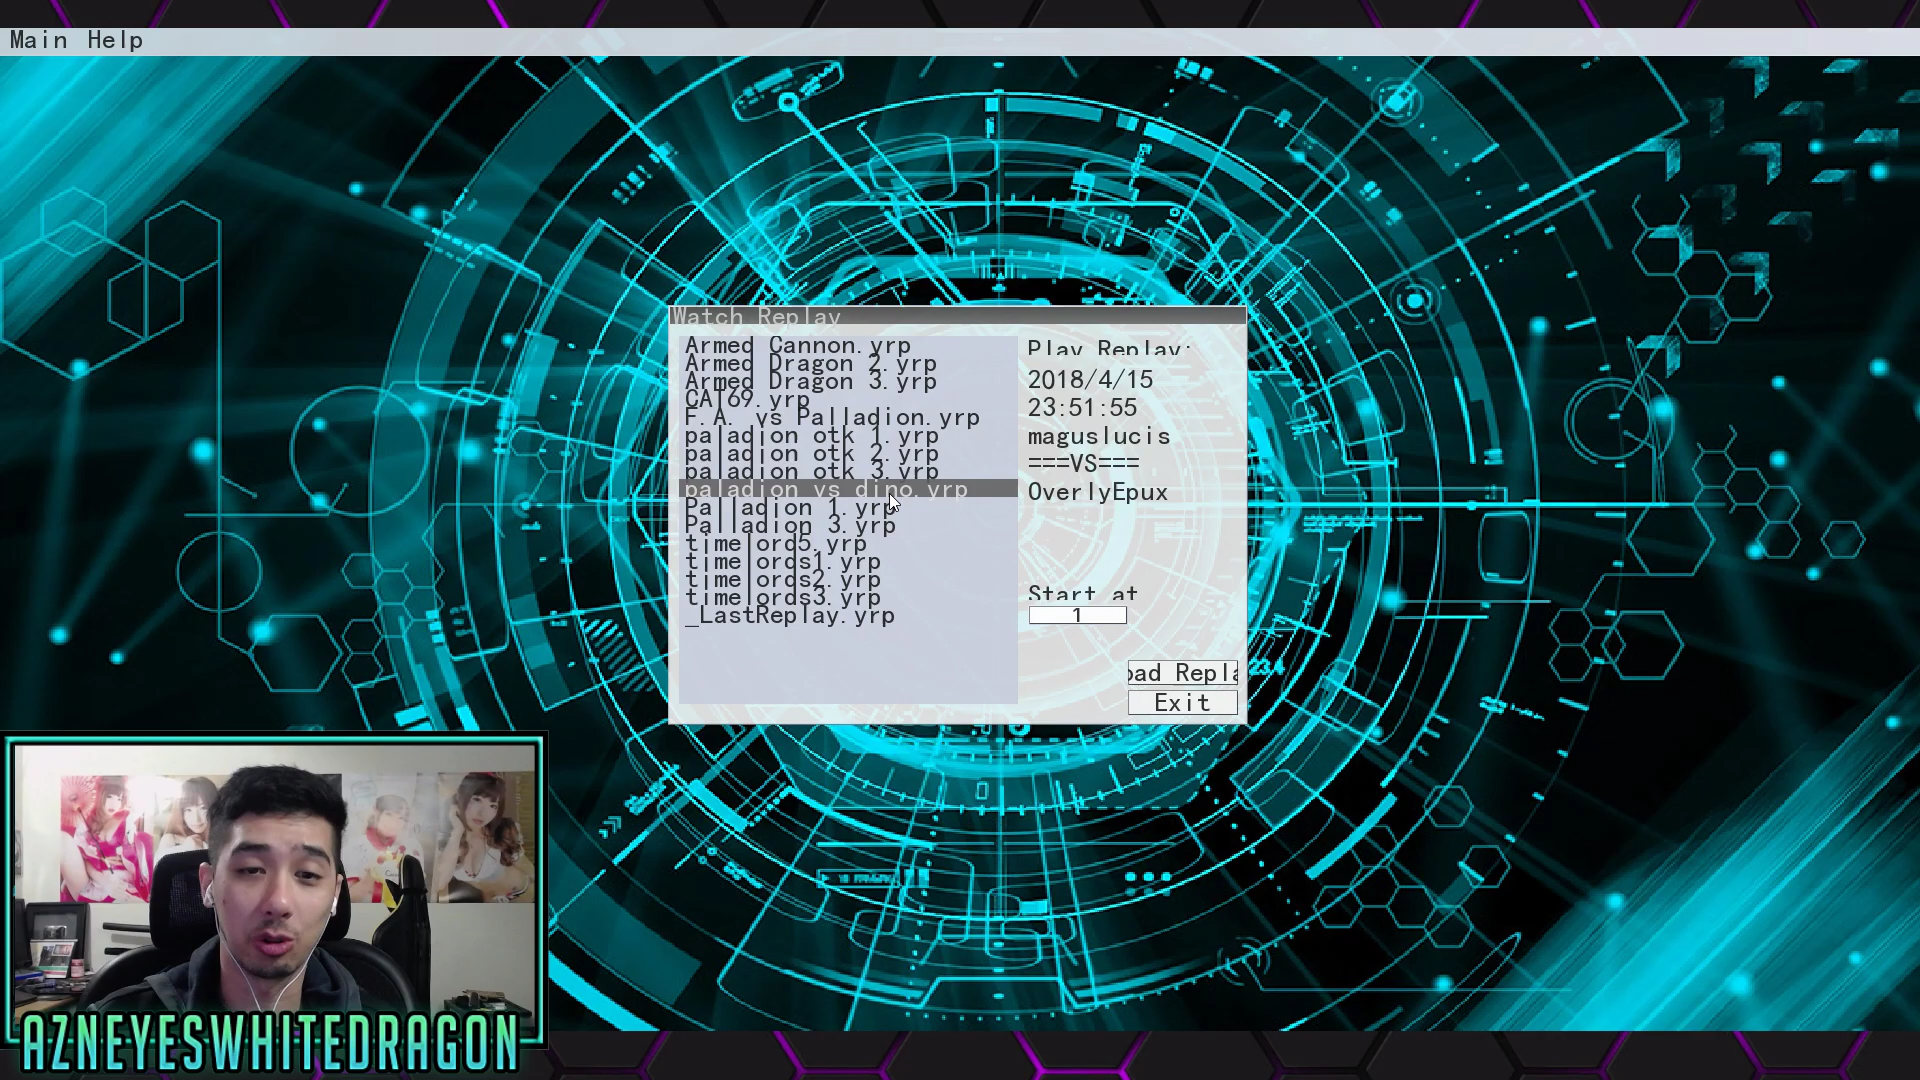 Main Help
Watch Replay
Armed Cannon.yrp
Armed Dragon 2.yrp
Armed Dragon 3.yrp
CAT69.yrp
F.A. vs Palladion.yrp
paladion otk 1.yrp
paladion otk 2.yrp
paladion otk 3.yrp
paladion vs dino.yrp
Palladion 1.yrp
Palladion 3.yrp
timelord5.yrp
timelords1.yrp
timelords2.yrp
timelords3.yrp
_LastReplay.yrp
Play Replay:
2018/4/15
23:51:55
maguslucis
===VS===
OverlyEpux
Start at
1
oad Repla
Exit
AZNEYESWHITEDRAGON